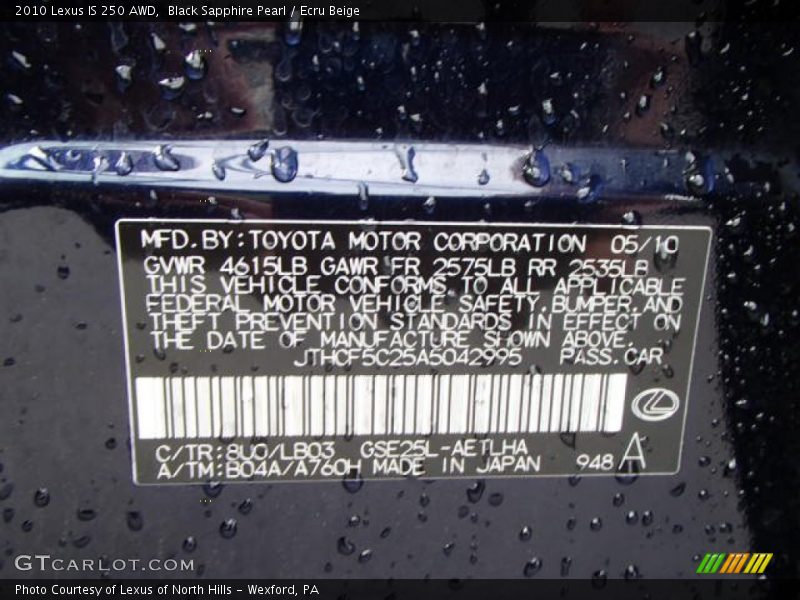 2010 Lexus IS 250 AWD, Black Sapphire Pearl / Ecru Beige
MFD.BY:TOYOTA MOTOR CORPORATION 05/10
GVWR 4615LB GAWR FR 2575LB RR 2535LB
THIS VEHICLE CONFORMS TO ALL APPLICABLE
FEDERAL MOTOR VEHICLE SAFETY,BUMPER,AND
THEFT PREVENTION STANDARDS IN EFFECT ON
THE DATE OF MANUFACTURE SHOWN ABOVE.
JTHCF5C25A5042995 PASS.CAR
C/TR:8U0/LB03 GSE25L-AETLHA
A/TM:B04A/A760H MADE IN JAPAN 948 A
GTCARLOT.COM
Photo Courtesy of Lexus of North Hills - Wexford, PA